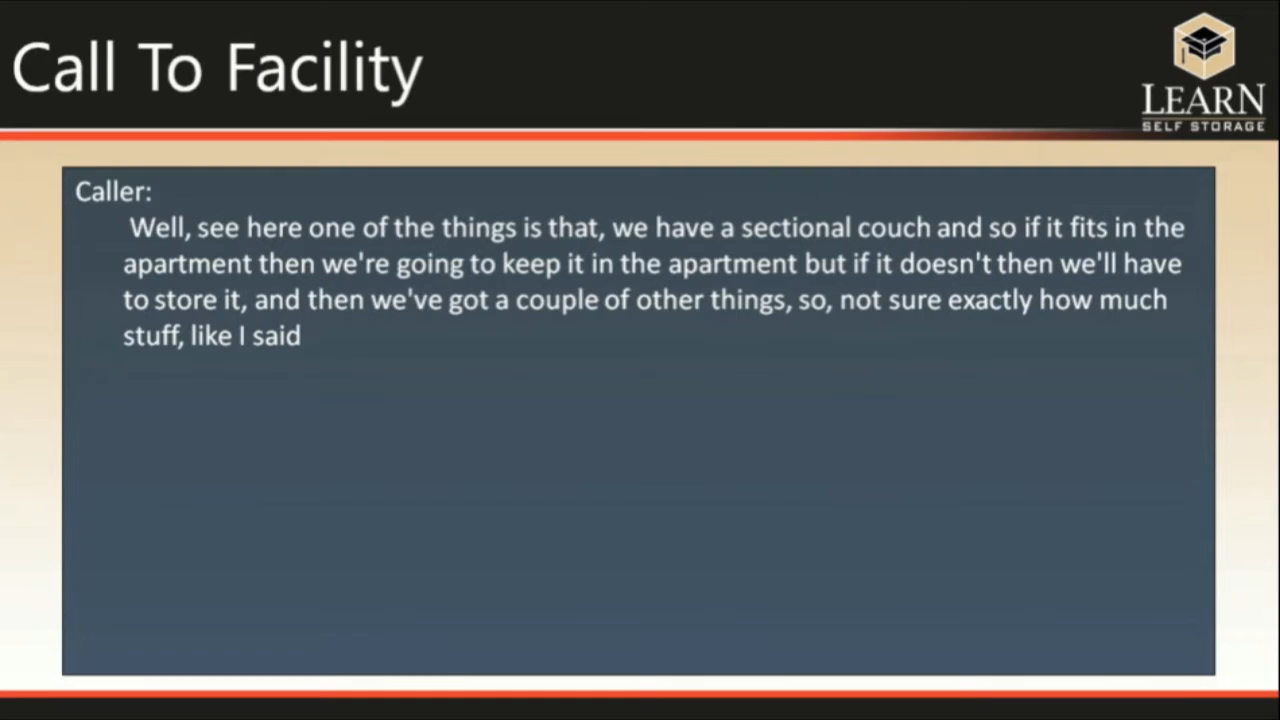 Call To Facility
LEARN
SELF STORAGE
Caller:
Well, see here one of the things is that, we have a sectional couch and so if it fits in the
apartment then we're going to keep it in the apartment but if it doesn't then we'll have
to store it, and then we've got a couple of other things, so, not sure exactly how much
stuff, like I said